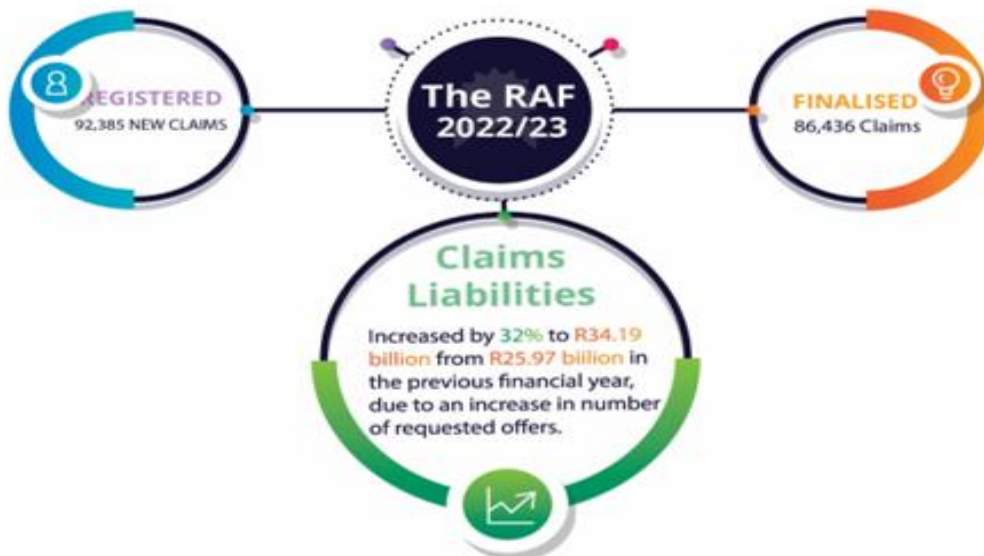 The RAF
2022/23
REGISTERED
92,385 NEW CLAIMS
FINALISED
86,436 Claims
Claims
Liabilities
Increased by 32% to R34.19
billion from R25.97 biilion in
the previous financial year,
due to an increase in number
of requested offers.